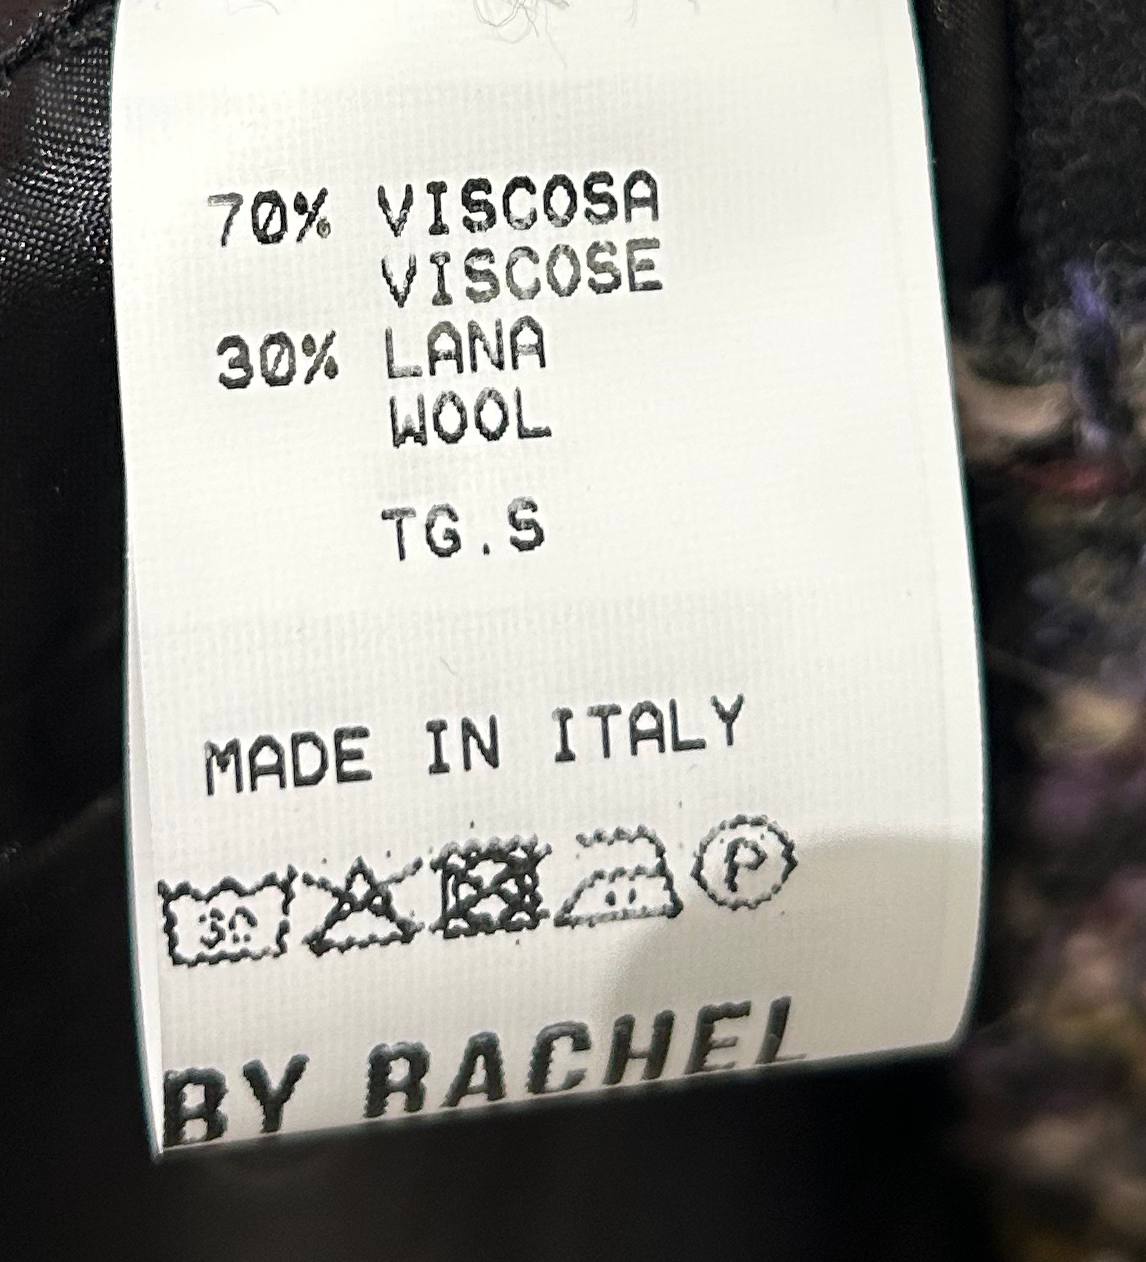 70% VISCOSA
VISCOSE
30% LANA
WOOL
TG.S
MADE IN ITALY
30 P
BY RACHEL